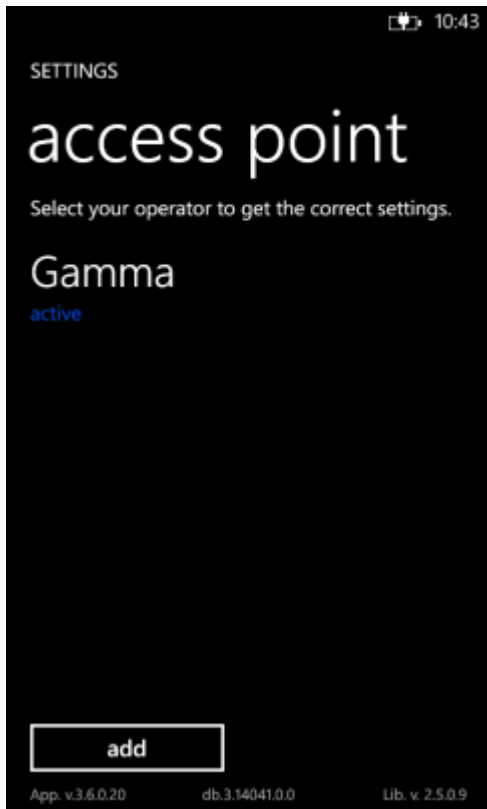 10:43
SETTINGS
access point
Select your operator to get the correct settings.
Gamma
active
add
App. v.3.6.0.20 db.3.14041.0.0 Lib. v. 2.5.0.9